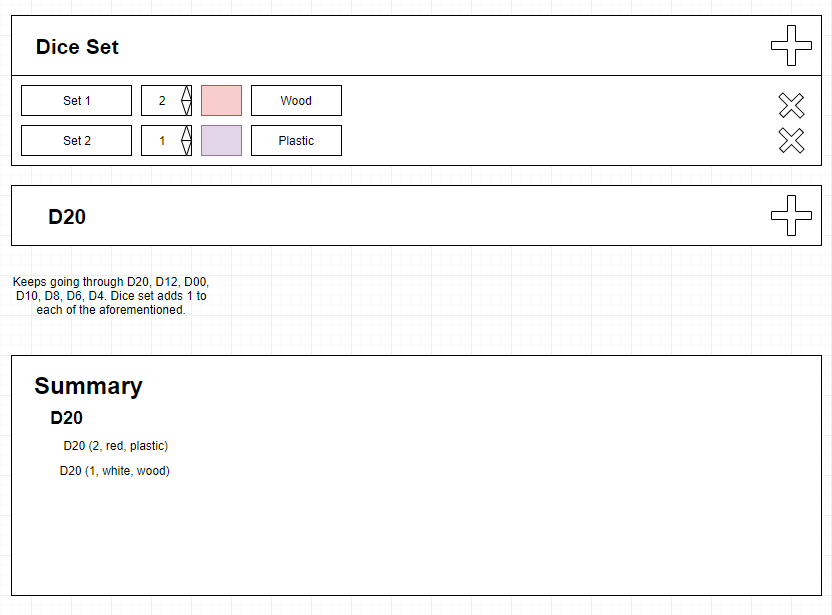 Dice Set
Set 1 2 Wood
Set 2 1 Plastic
D20
Keeps going through D20, D12, D00,
D10, D8, D6, D4. Dice set adds 1 to
each of the aforementioned.
Summary
D20
D20 (2, red, plastic)
D20 (1, white, wood)